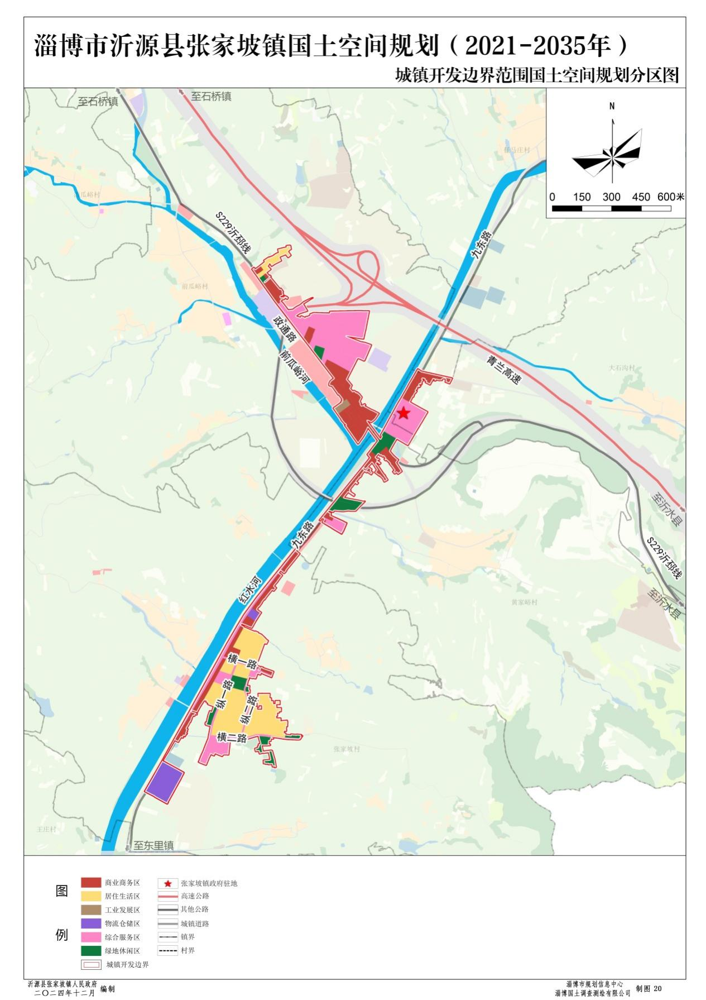 淄博市沂源县张家坡镇国土空间规划（2021-2035年）
城镇开发边界范围国土空间规划分区图
至石桥镇
至石桥镇
N
0 150 300 450 600米
任马庄村
S229沂邳线
九东路
前瓜峪村
政通路
前瓜峪河
青兰高速
大石沟村
至沂水县
九东路
S229沂邳线
红水河
至沂水县
黄家峪村
横一路
纵一路
纵二路
横二路
张家坡村
王庄村
至东里镇
图例
商业商务区
居住生活区
工业发展区
物流仓储区
综合服务区
绿地休闲区
城镇开发边界
张家坡镇政府驻地
高速公路
其他公路
城镇道路
镇界
村界
沂源县张家坡镇人民政府 编制
二〇二四年十二月
淄博市规划信息中心
淄博国土调查测绘有限公司 制图 20